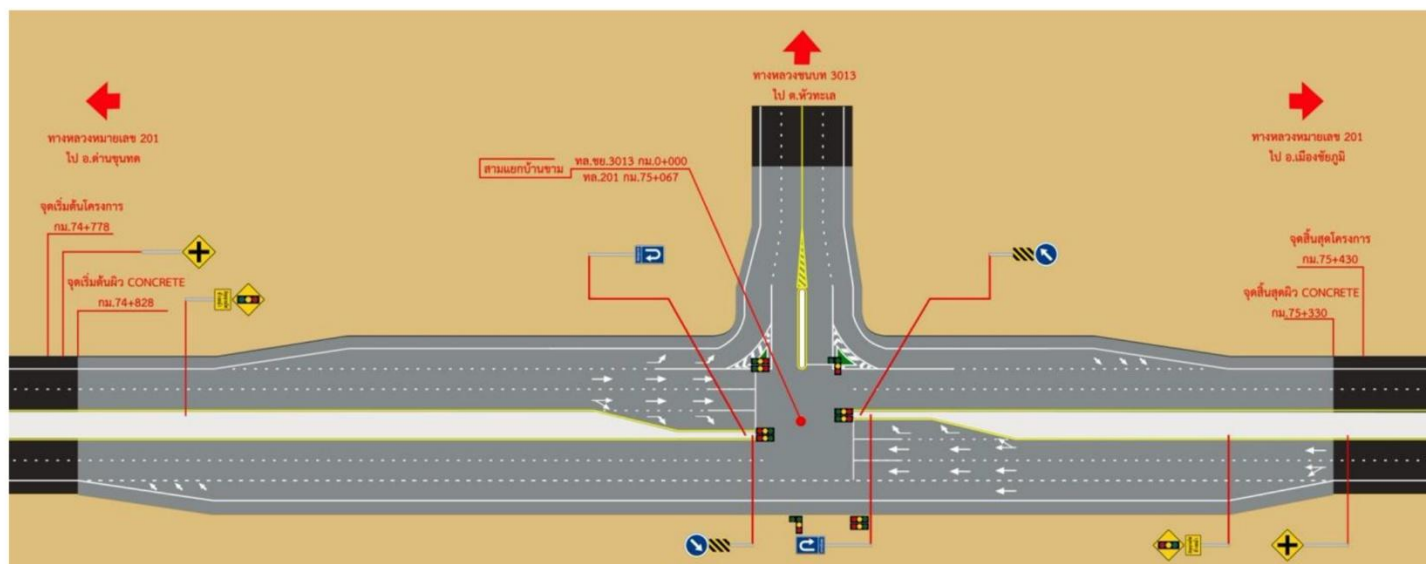 ทางหลวงชนบท 3013
ไป ต.หัวทะเล
ทางหลวงหมายเลข 201
ไป อ.ด่านขุนทด
ทางหลวงหมายเลข 201
ไป อ.เมืองชัยภูมิ
สามแยกบ้านขาม
ทล.ชย.3013 กม.0+000
ทล.201 กม.75+067
จุดเริ่มต้นโครงการ
กม.74+778
จุดเริ่มต้นผิว CONCRETE
กม.74+828
จุดสิ้นสุดโครงการ
กม.75+430
จุดสิ้นสุดผิว CONCRETE
กม.75+330